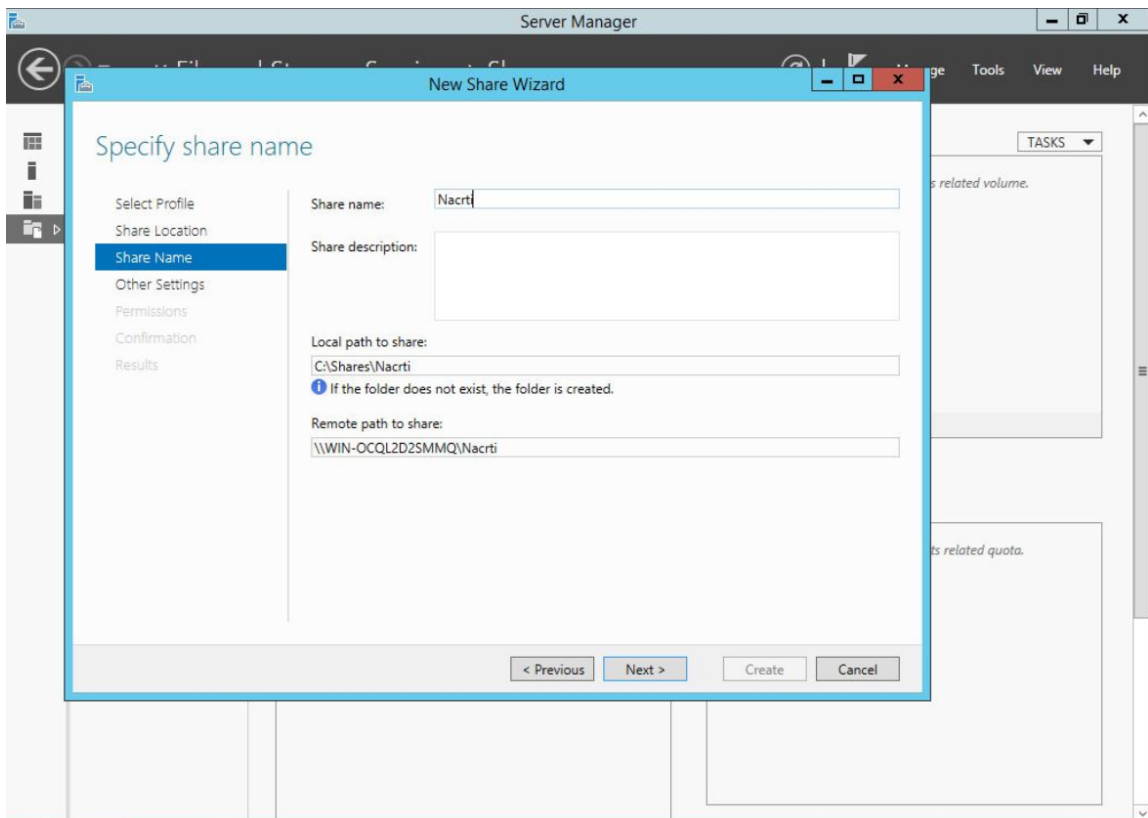 Server Manager
Manage Tools View Help
New Share Wizard
Specify share name
TASKS
s related volume.
Select Profile
Share Location
Share Name
Other Settings
Permissions
Confirmation
Results
Share name:
Nacrti
Share description:
Local path to share:
C:\Shares\Nacrti
If the folder does not exist, the folder is created.
Remote path to share:
\\WIN-OCQL2D2SMMQ\Nacrti
ts related quota.
< Previous
Next >
Create
Cancel